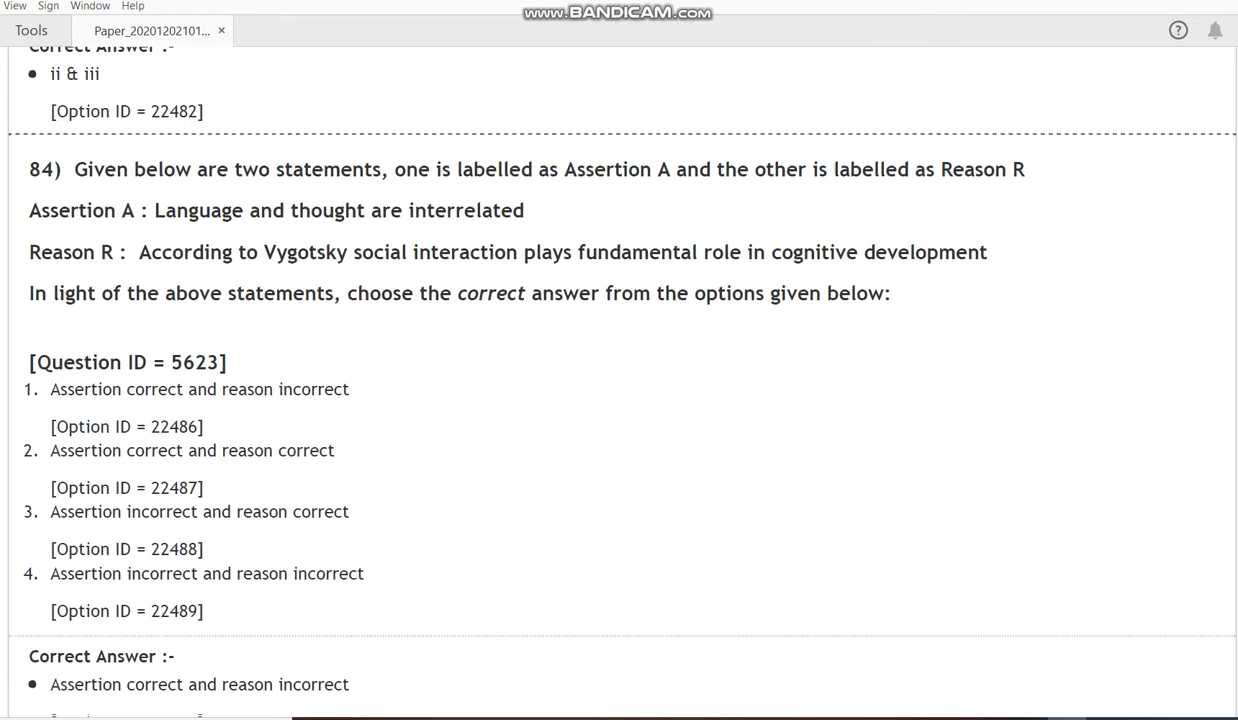 View Sign Window Help
www.BANDICAM.com
Tools Paper_20201202101... ×
Correct Answer :-
● ii & iii
[Option ID = 22482]
84) Given below are two statements, one is labelled as Assertion A and the other is labelled as Reason R
Assertion A : Language and thought are interrelated
Reason R : According to Vygotsky social interaction plays fundamental role in cognitive development
In light of the above statements, choose the correct answer from the options given below:
[Question ID = 5623]
1. Assertion correct and reason incorrect
[Option ID = 22486]
2. Assertion correct and reason correct
[Option ID = 22487]
3. Assertion incorrect and reason correct
[Option ID = 22488]
4. Assertion incorrect and reason incorrect
[Option ID = 22489]
Correct Answer :-
● Assertion correct and reason incorrect